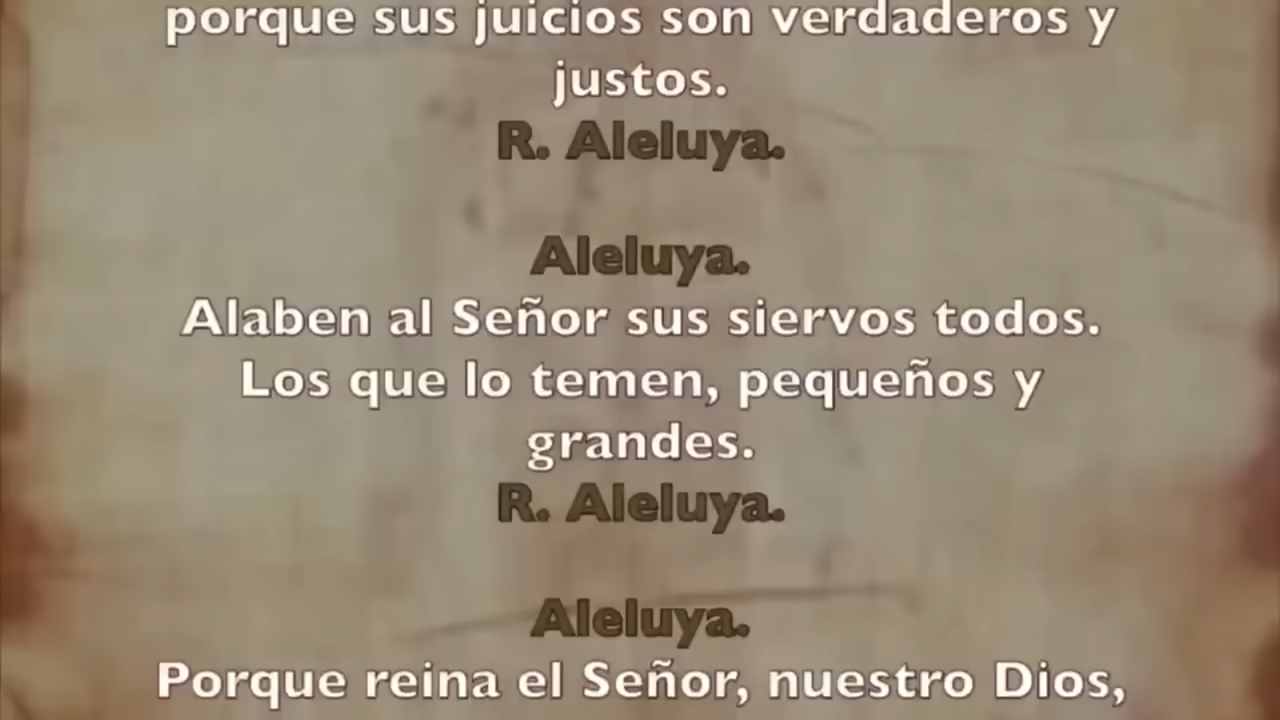 porque sus juicios son verdaderos y
justos.
R. Aleluya.
Aleluya.
Alaben al Señor sus siervos todos.
Los que lo temen, pequeños y
grandes.
R. Aleluya.
Aleluya.
Porque reina el Señor, nuestro Dios,